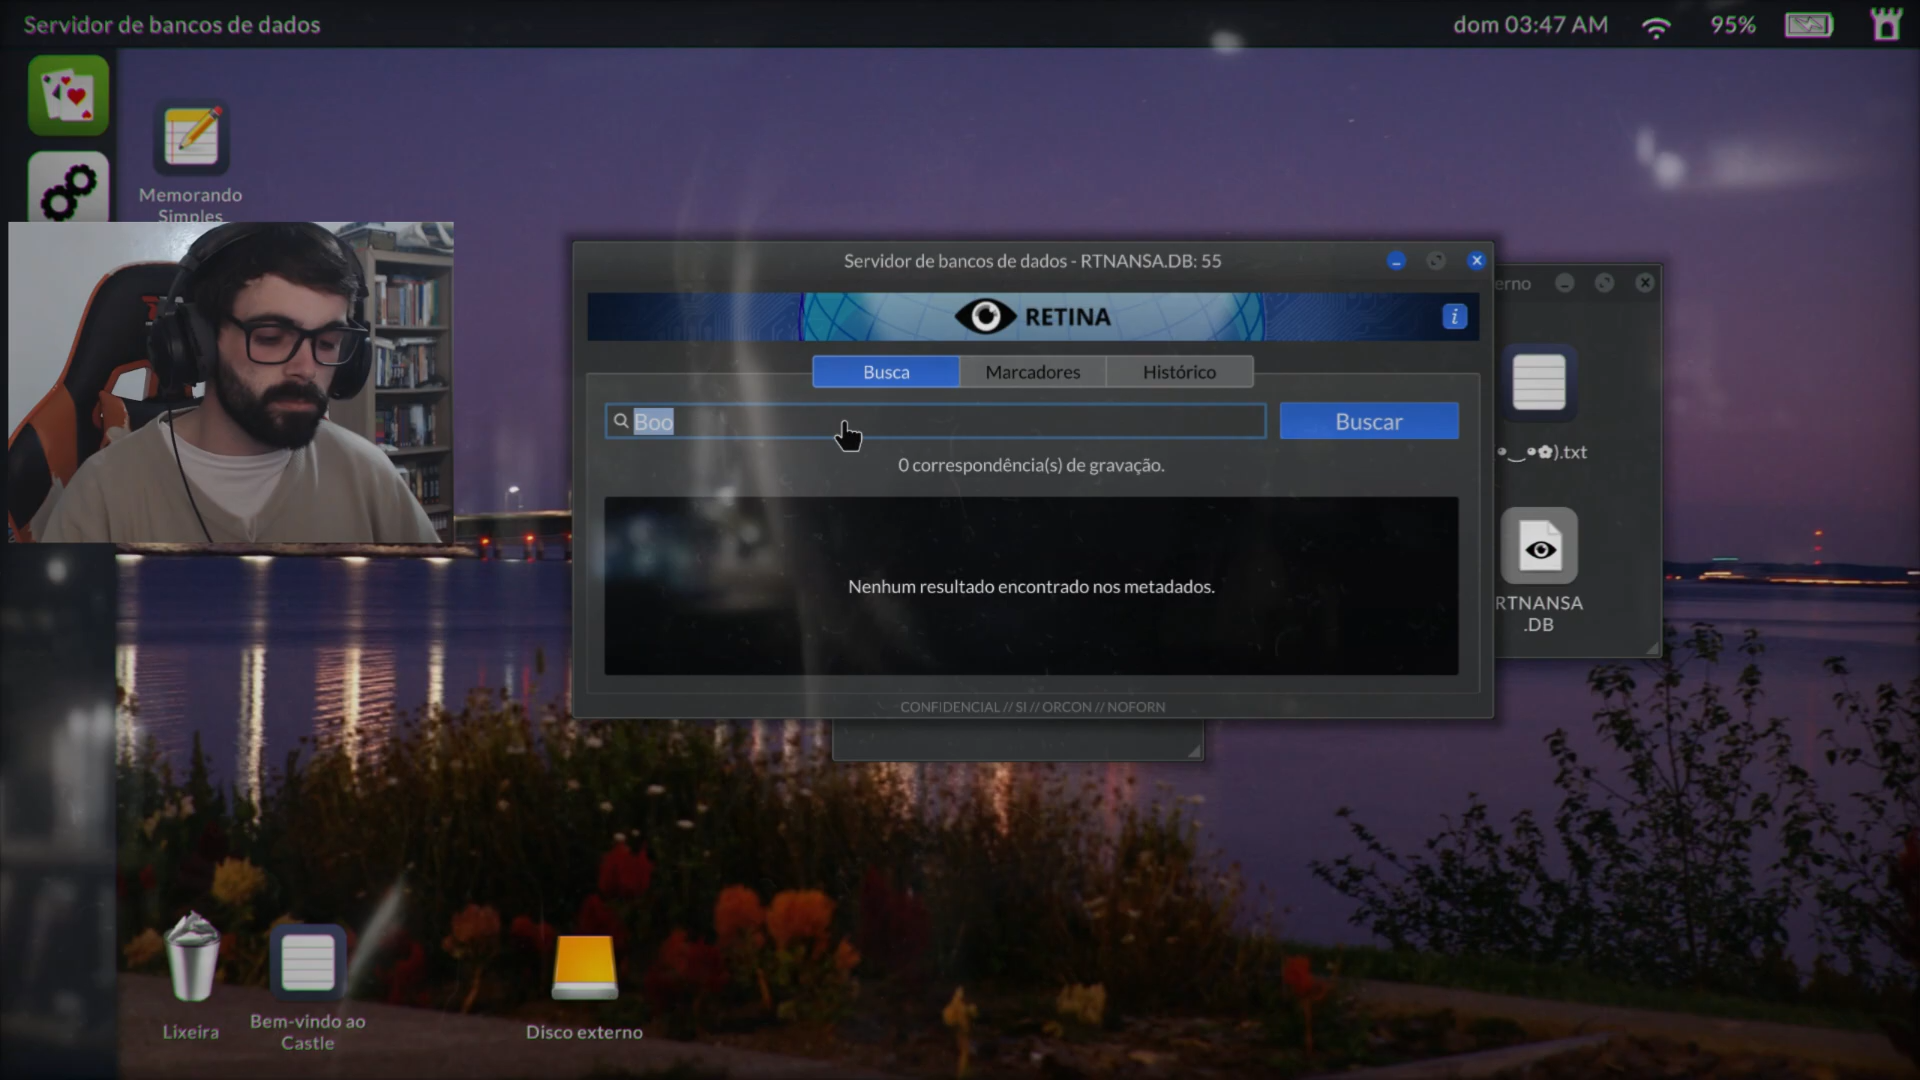 Servidor de bancos de dados
dom 03:47 AM
95%
Memorando
Simples
Servidor de bancos de dados - RTNANSA.DB: 55
erno
RETINA
i
Busca
Marcadores
Histórico
Boo
Buscar
0 correspondência(s) de gravação.
Nenhum resultado encontrado nos metadados.
CONFIDENCIAL // SI // ORCON // NOFORN
•‿•✿).txt
RTNANSA
.DB
Lixeira
Bem-vindo ao
Castle
Disco externo